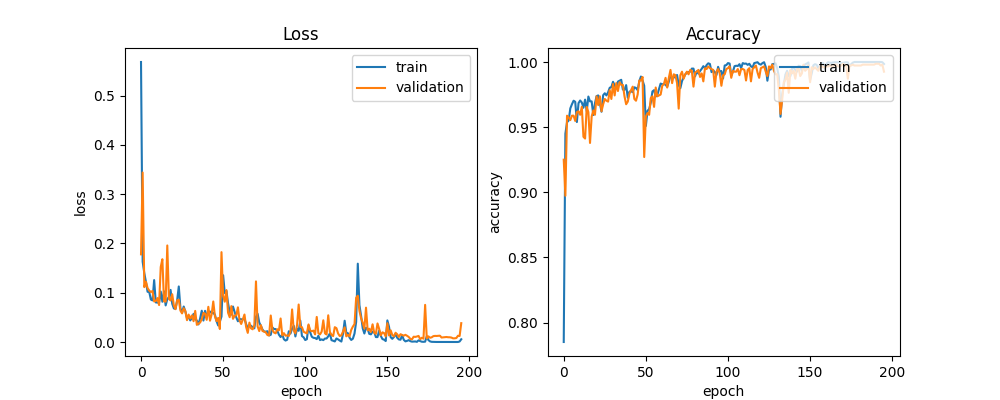 Loss
train
validation
0.5
0.4
0.3
0.2
0.1
0.0
loss
0 50 100 150 200
epoch
Accuracy
train
validation
1.00
0.95
0.90
0.85
0.80
accuracy
0 50 100 150 200
epoch